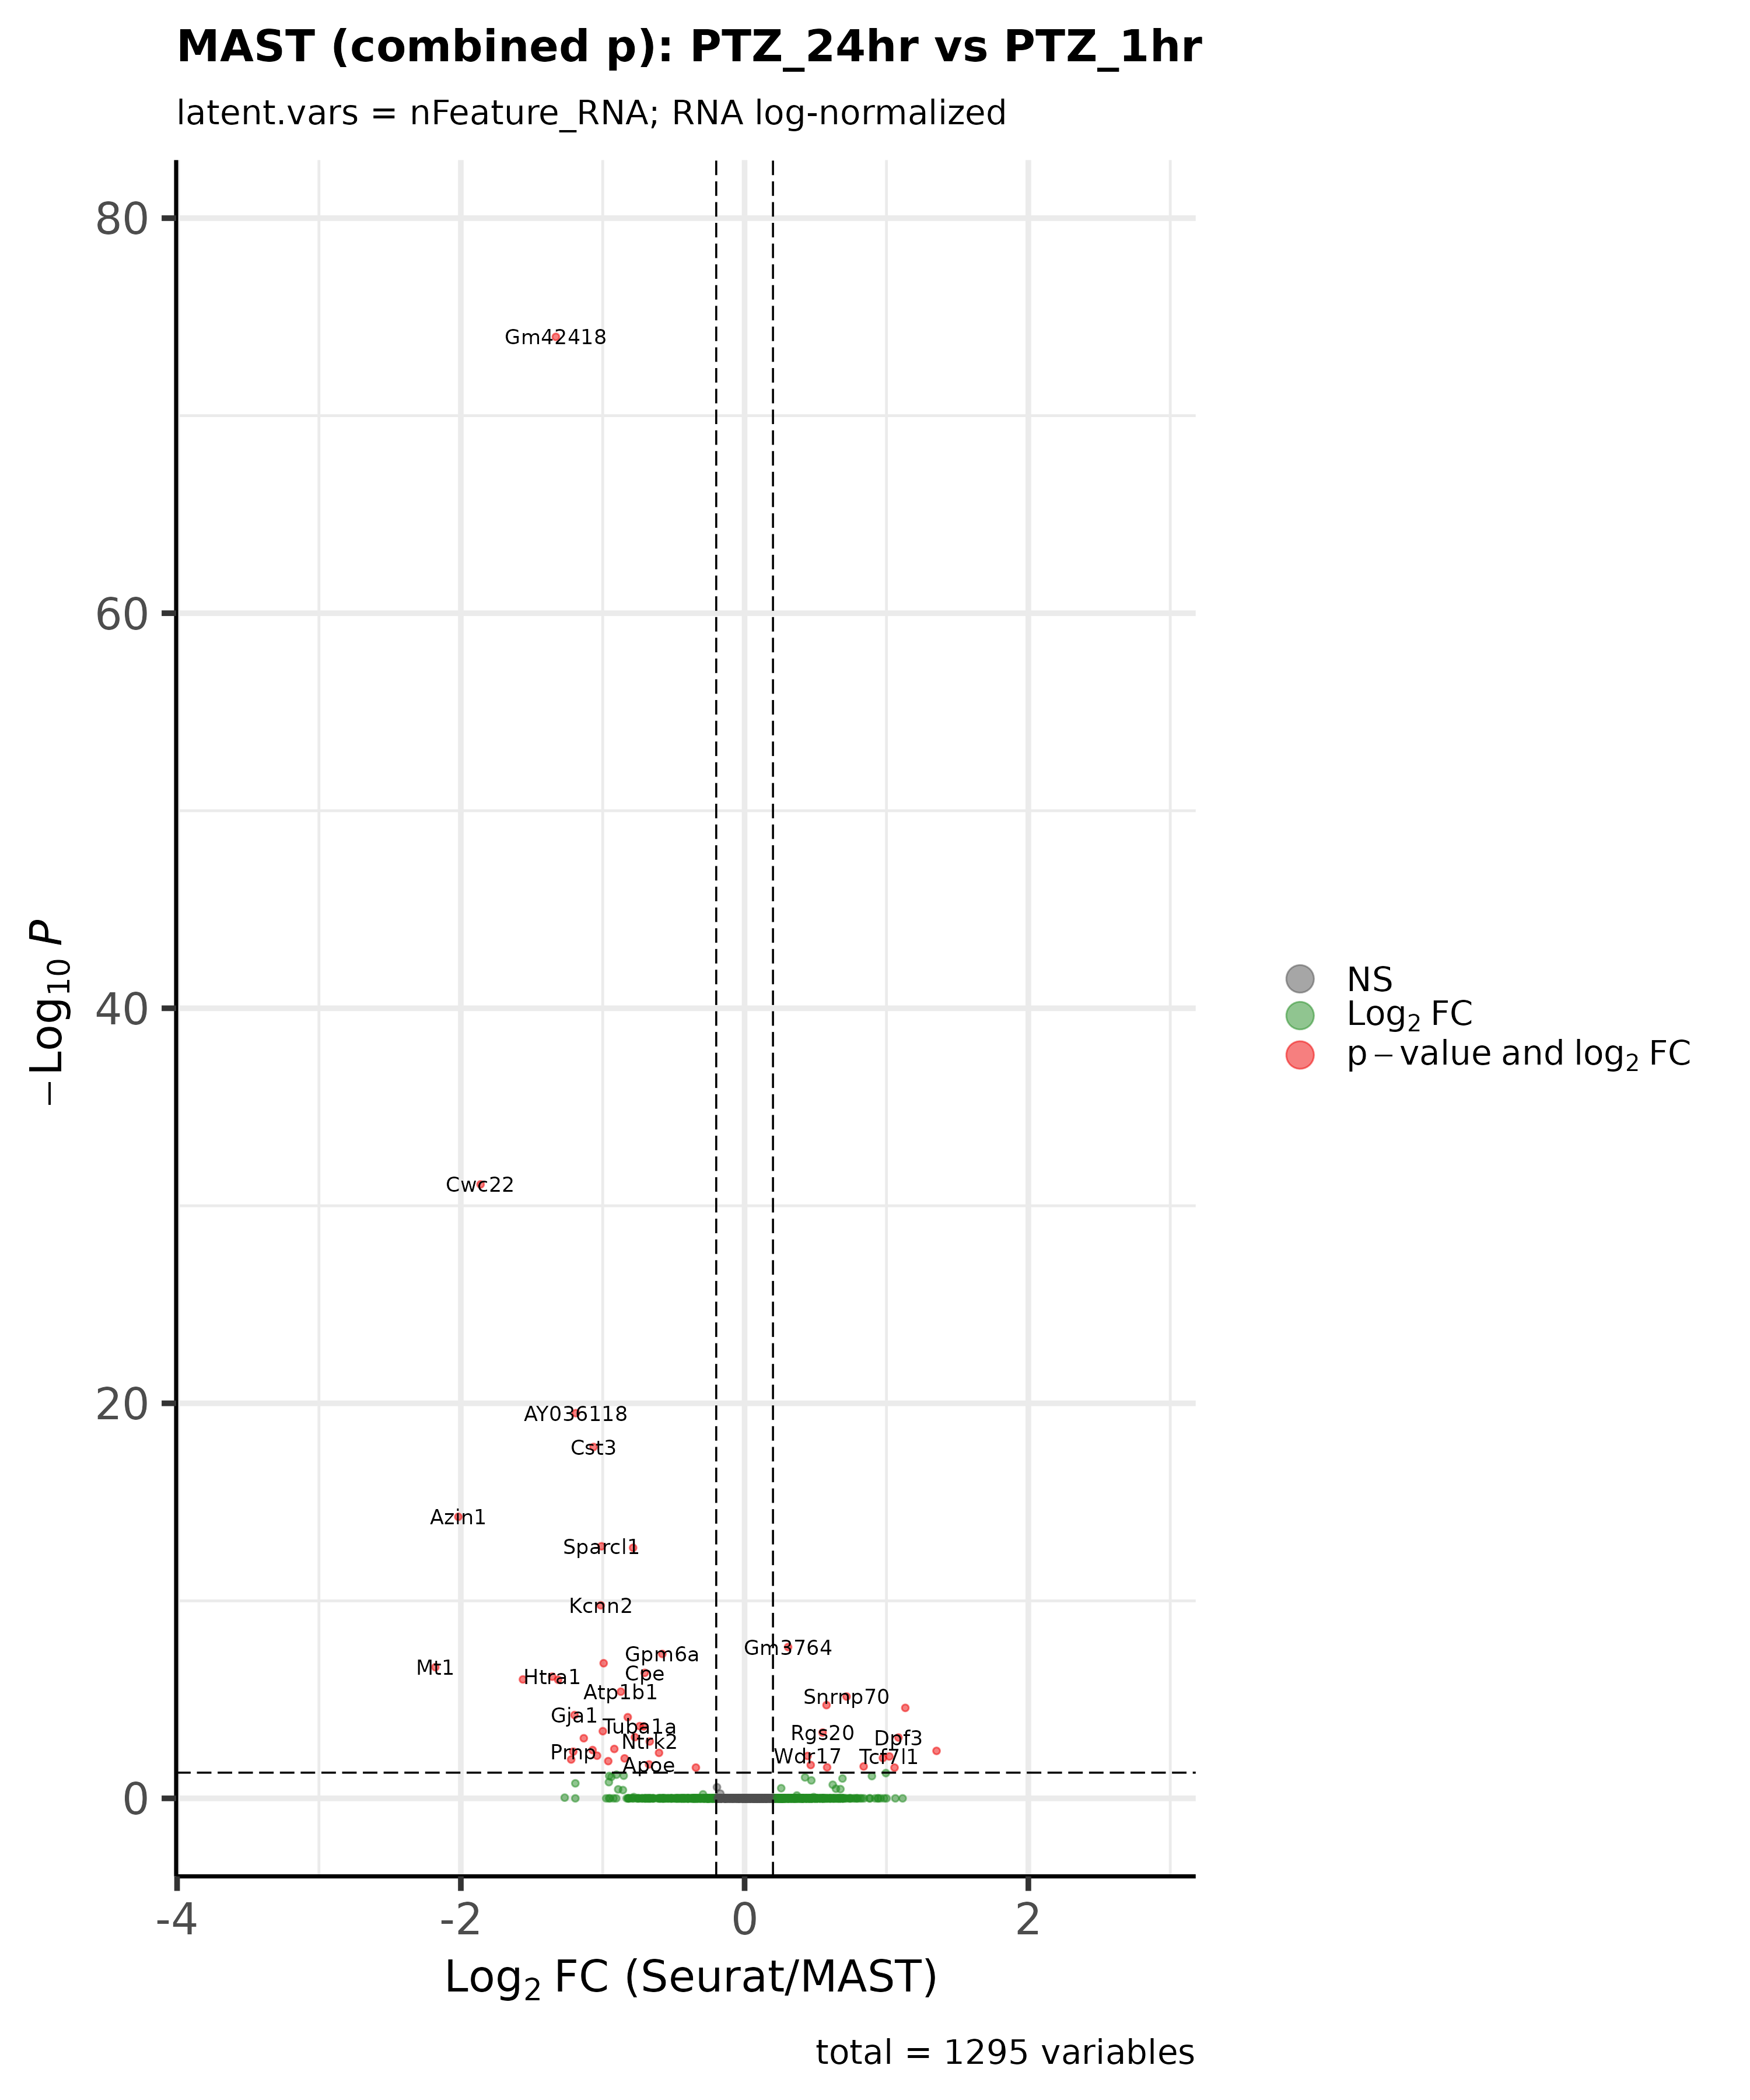 MAST (combined p): PTZ_24hr vs PTZ_1hr
latent.vars = nFeature_RNA; RNA log-normalized
80
60
40
20
0
−Log10 P
Gm42418
Cwc22
AY036118
Cst3
Azin1
Sparcl1
Kcnn2
Gm3764
Gpm6a
Mt1
Cpe
Htra1
Atp1b1
Snrnp70
Gja1
Tuba1a
Rgs20
Dpf3
Ntrk2
Prnp
Wdr17
Tcf7l1
Apoe
-4
-2
0
2
Log2 FC (Seurat/MAST)
NS
Log2 FC
p − value and log2 FC
total = 1295 variables